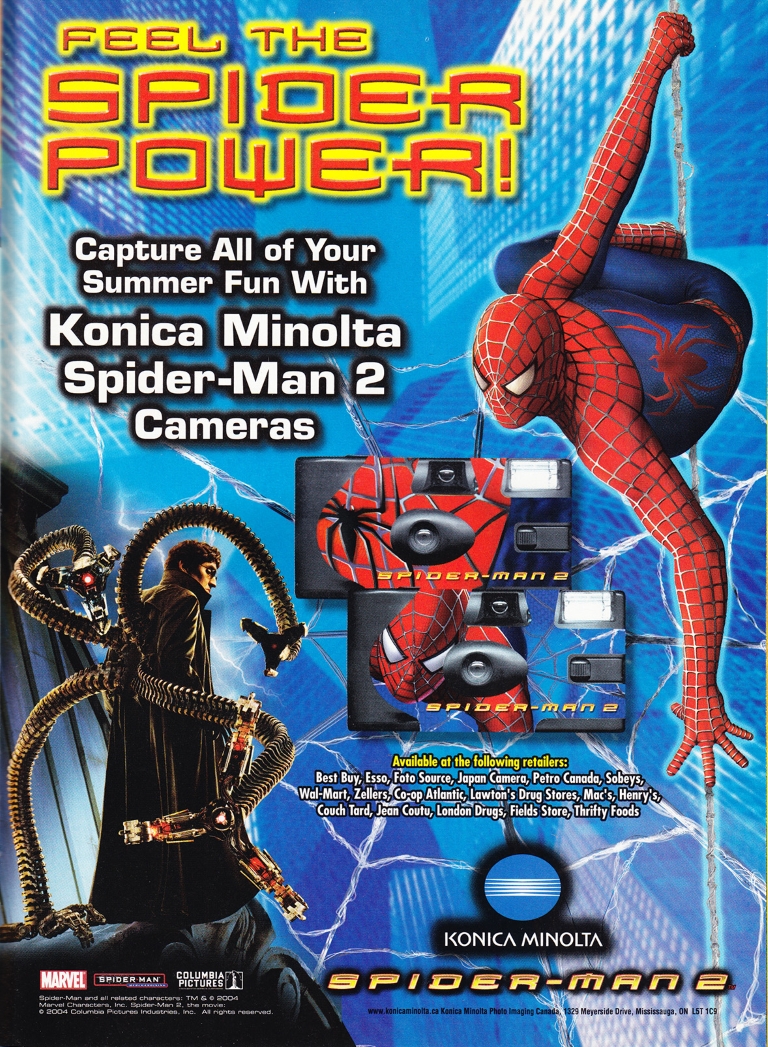 FEEL THE
SPIDER
POWER!
Capture All of Your
Summer Fun With
Konica Minolta
Spider-Man 2
Cameras
SPIDER-MAN 2
SPIDER-MAN 2
Available at the following retailers:
Best Buy, Esso, Foto Source, Japan Camera, Petro Canada, Sobeys,
Wal-Mart, Zellers, Co-op Atlantic, Lawton's Drug Stores, Mac's, Henry's,
Couch Tard, Jean Coutu, London Drugs, Fields Store, Thrifty Foods
KONICA MINOLTA
MARVEL
SPIDER-MAN
COLUMBIA
PICTURES
SPIDER-MAN 2
TM
Spider-Man and all related characters: TM & © 2004
Marvel Characters, Inc. Spider-Man 2, the movie:
© 2004 Columbia Pictures Industries, Inc. All rights reserved.
www.konicaminolta.ca Konica Minolta Photo Imaging Canada, 1329 Meyerside Drive, Mississauga, ON L5T 1C9